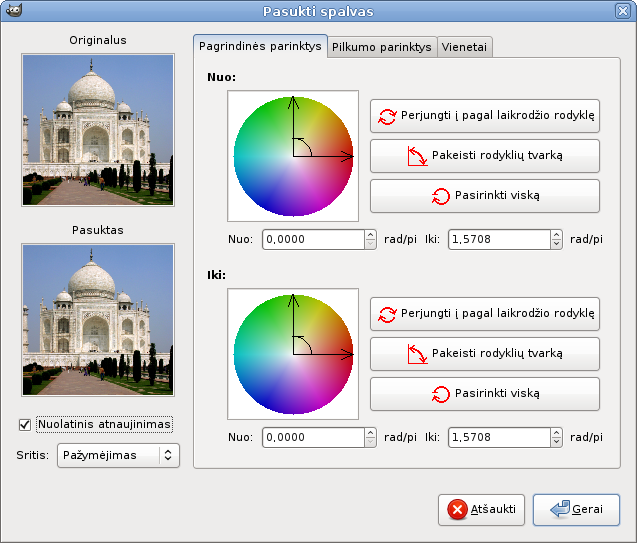 Pasukti spalvas
Originalus
Pasuktas
Nuolatinis atnaujinimas
Sritis: Pažymėjimas
Pagrindinės parinktys Pilkumo parinktys Vienetai
Nuo:
Perjungti į pagal laikrodžio rodyklę
Pakeisti rodyklių tvarką
Pasirinkti viską
Nuo: 0,0000 rad/pi Iki: 1,5708 rad/pi
Iki:
Perjungti į pagal laikrodžio rodyklę
Pakeisti rodyklių tvarką
Pasirinkti viską
Nuo: 0,0000 rad/pi Iki: 1,5708 rad/pi
Atšaukti Gerai